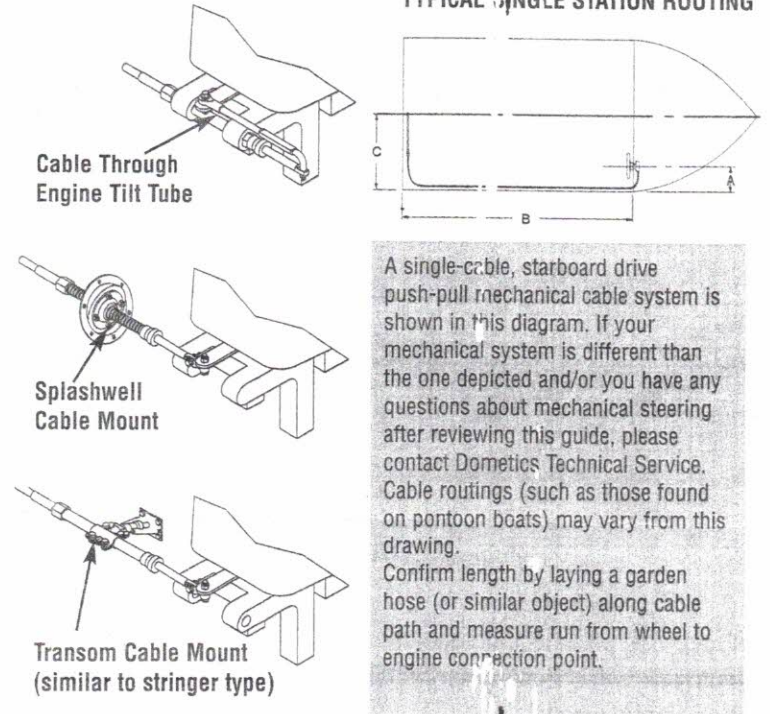 TYPICAL SINGLE STATION ROUTING
Cable Through
Engine Tilt Tube
C
A
B
Splashwell
Cable Mount
A single-cable, starboard drive
push-pull mechanical cable system is
shown in this diagram. If your
mechanical system is different than
the one depicted and/or you have any
questions about mechanical steering
after reviewing this guide, please
contact Dometics Technical Service.
Cable routings (such as those found
on pontoon boats) may vary from this
drawing.
Confirm length by laying a garden
hose (or similar object) along cable
path and measure run from wheel to
engine connection point.
Transom Cable Mount
(similar to stringer type)